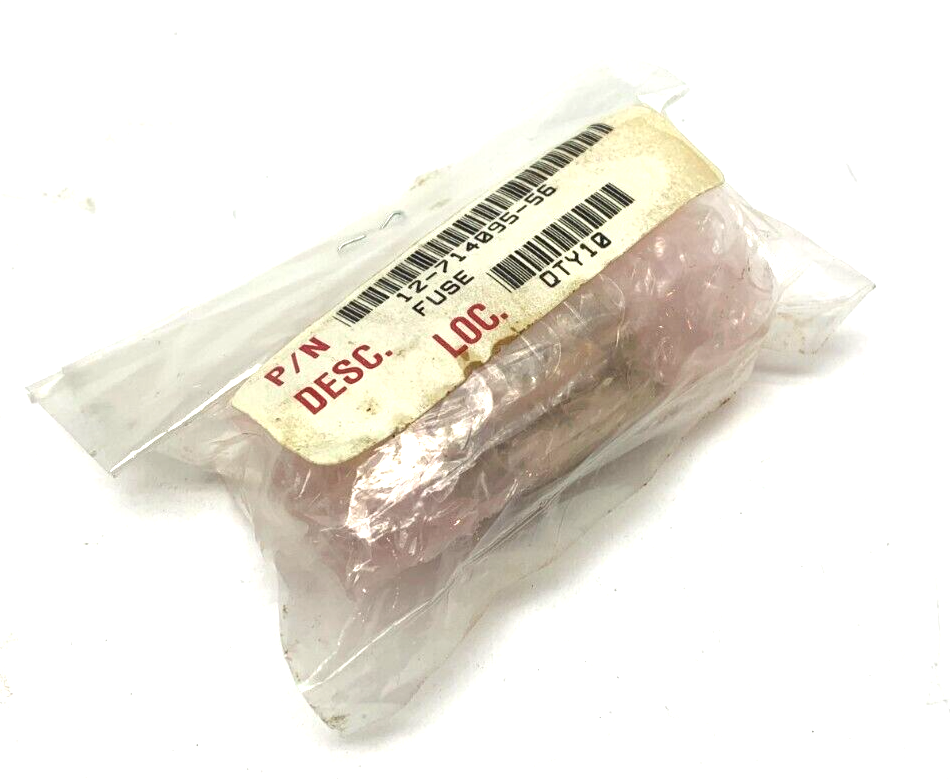 P/N 12-714095-56
DESC. FUSE
LOC. QTY10